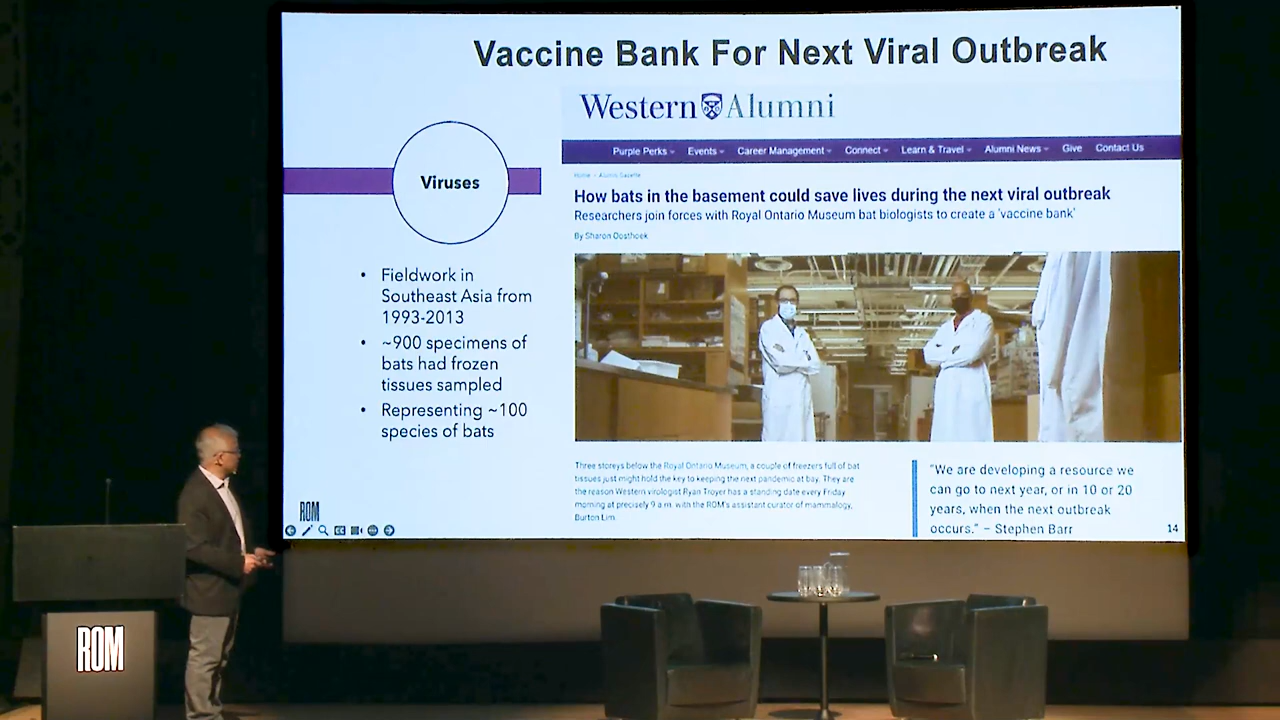 Vaccine Bank For Next Viral Outbreak
Western Alumni
Purple Perks Events Career Management Connect Learn & Travel Alumni News Give Contact Us
Viruses
Home > Alumni Gazette
How bats in the basement could save lives during the next viral outbreak
Researchers join forces with Royal Ontario Museum bat biologists to create a 'vaccine bank'
By Sharon Oosthoek
• Fieldwork in
Southeast Asia from
1993-2013
• ~900 specimens of
bats had frozen
tissues sampled
• Representing ~100
species of bats
Three storeys below the Royal Ontario Museum, a couple of freezers full of bat
tissues just might hold the key to keeping the next pandemic at bay. They are
the reason Western virologist Ryan Troyer has a standing date every Friday
morning at precisely 9 a.m. with the ROM's assistant curator of mammalogy,
Burton Lim.
"We are developing a resource we
can go to next year, or in 10 or 20
years, when the next outbreak
occurs." – Stephen Barr
ROM
14
ROM